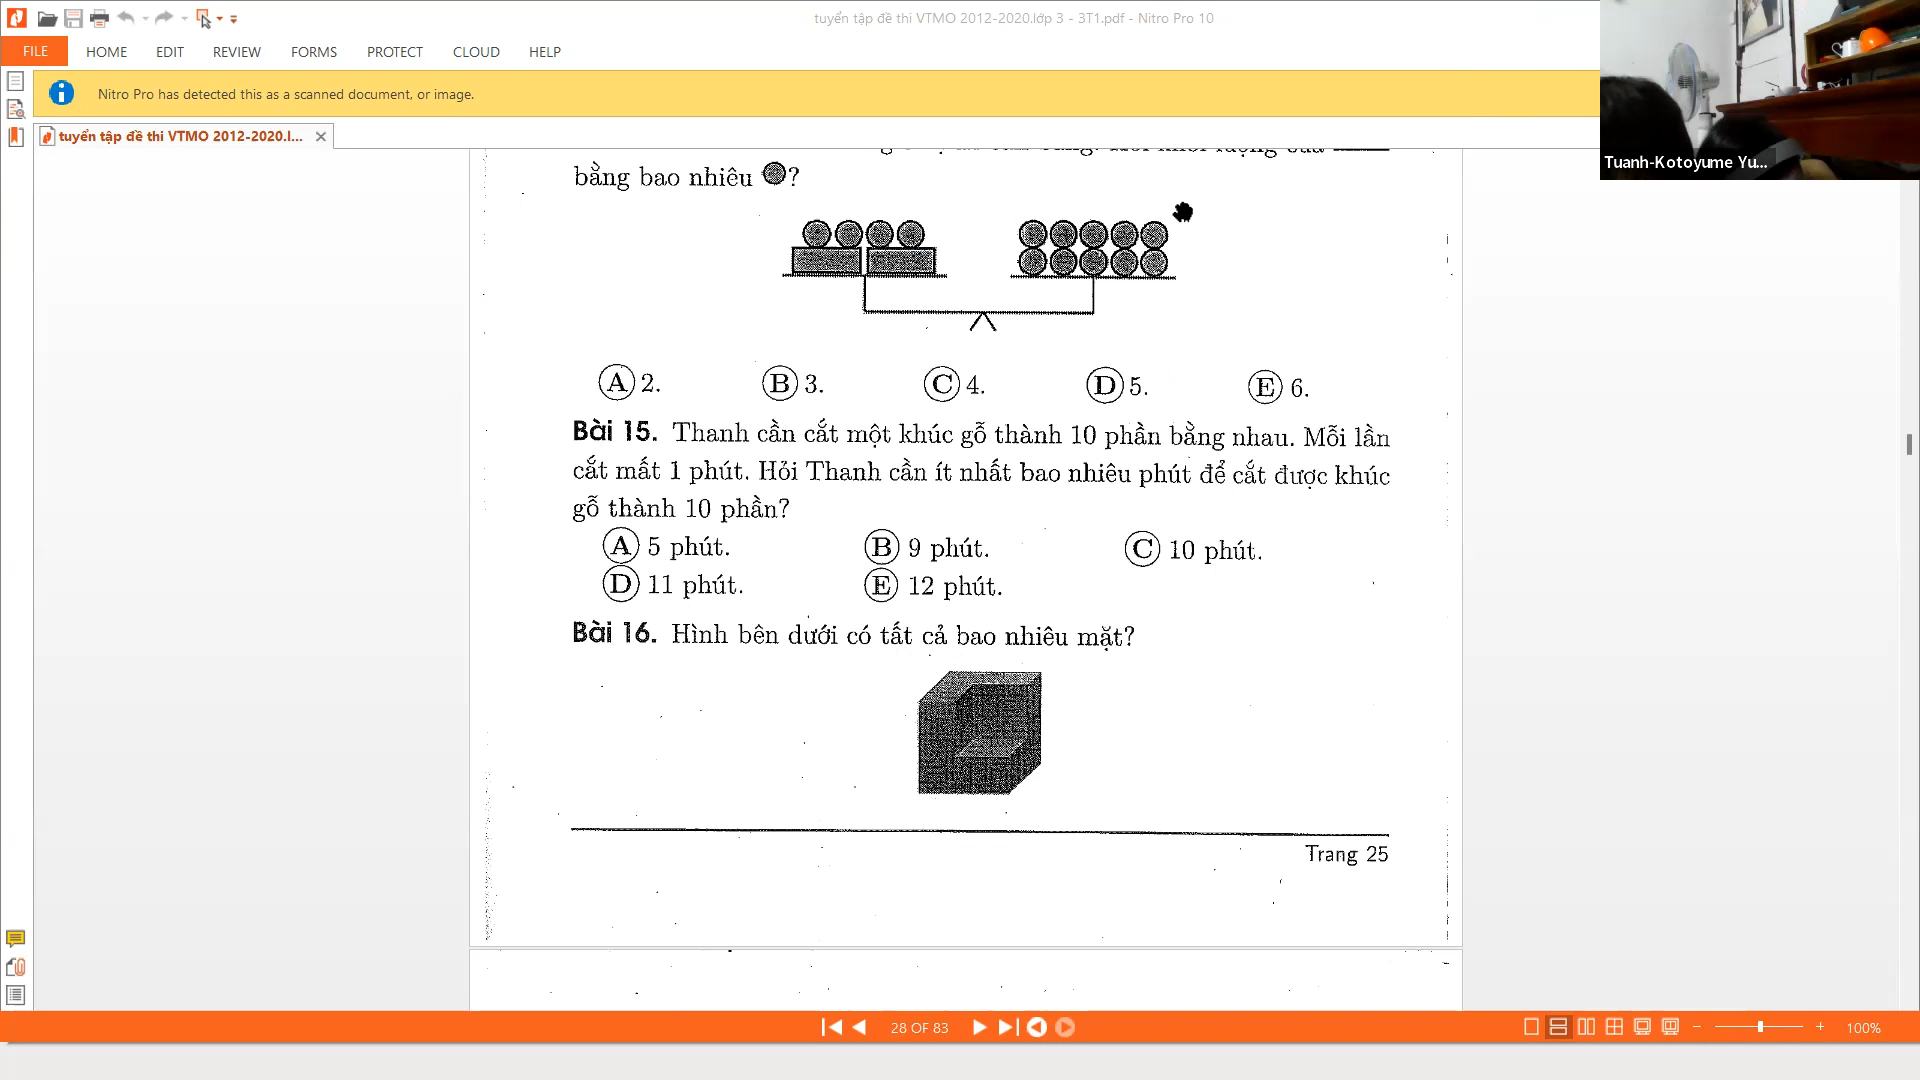 tuyển tập đề thi VTMO 2012-2020.lớp 3 - 3T1.pdf - Nitro Pro 10
FILE HOME EDIT REVIEW FORMS PROTECT CLOUD HELP
Nitro Pro has detected this as a scanned document, or image.
tuyển tập đề thi VTMO 2012-2020.l...
Tuanh-Kotoyume Yu...
bằng bao nhiêu ?
A 2. B 3. C 4. D 5. E 6.
Bài 15. Thanh cần cắt một khúc gỗ thành 10 phần bằng nhau. Mỗi lần
cắt mất 1 phút. Hỏi Thanh cần ít nhất bao nhiêu phút để cắt được khúc
gỗ thành 10 phần?
A 5 phút. B 9 phút. C 10 phút.
D 11 phút. E 12 phút.
Bài 16. Hình bên dưới có tất cả bao nhiêu mặt?
Trang 25
28 OF 83
100%